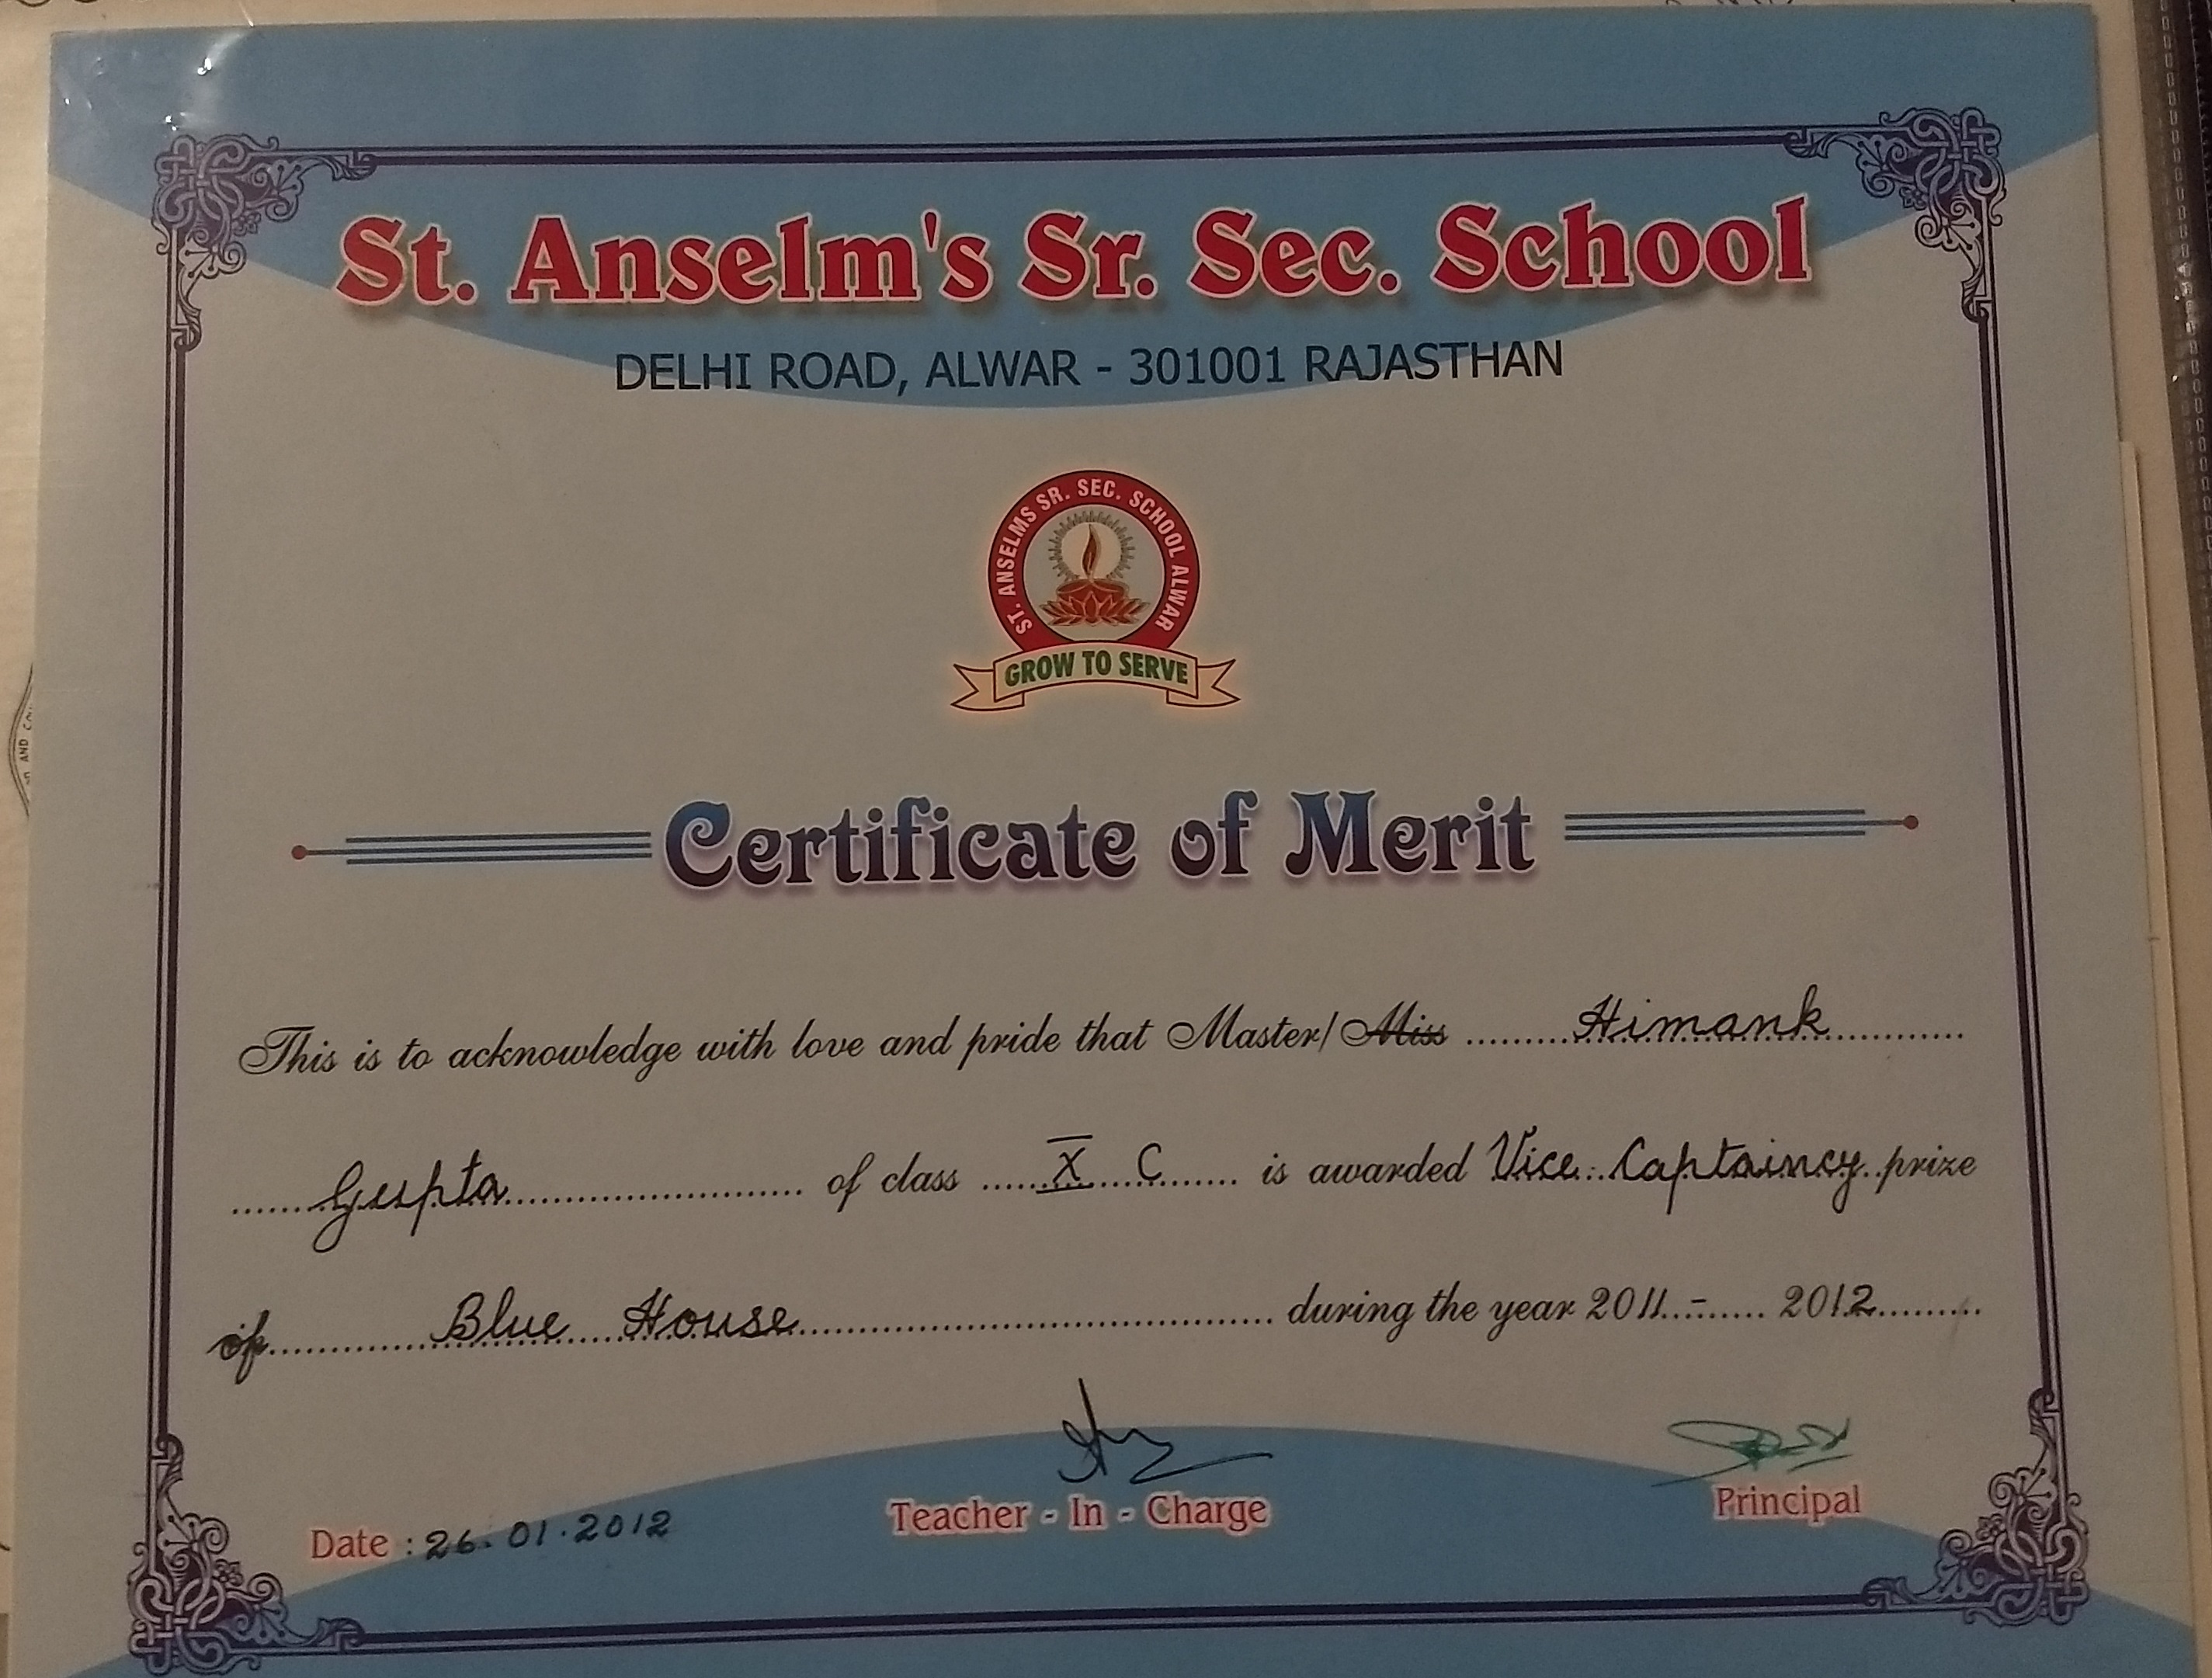 St. Anselm's Sr. Sec. School
DELHI ROAD, ALWAR - 301001 RAJASTHAN
ST. ANSELMS SR. SEC. SCHOOL ALWAR
GROW TO SERVE
Certificate of Merit
This is to acknowledge with love and pride that Master/Miss ........Himank...........
......Gupta........................ of class ......X C....... is awarded Vice Captaincy prize
of...........Blue House........................................ during the year 2011..-...... 2012.........
Teacher - In - Charge
Principal
Date : 26.01.2012